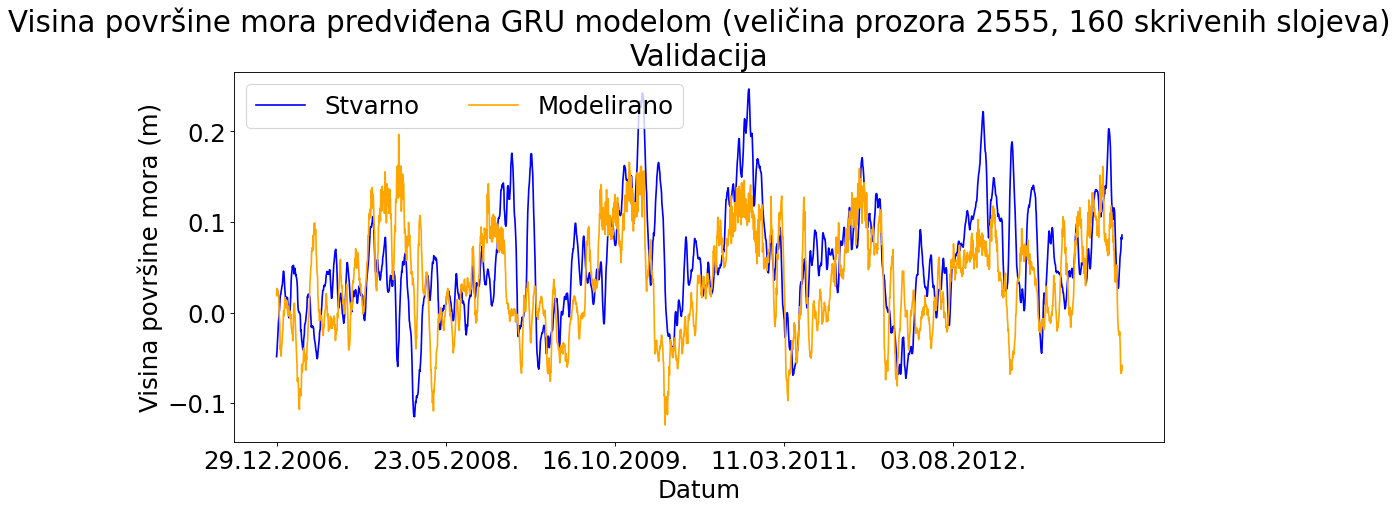 Visina površine mora predviđena GRU modelom (veličina prozora 2555, 160 skrivenih slojeva)
Validacija
Stvarno
Modelirano
Visina površine mora (m)
0.2
0.1
0.0
−0.1
29.12.2006.
23.05.2008.
16.10.2009.
11.03.2011.
03.08.2012.
Datum